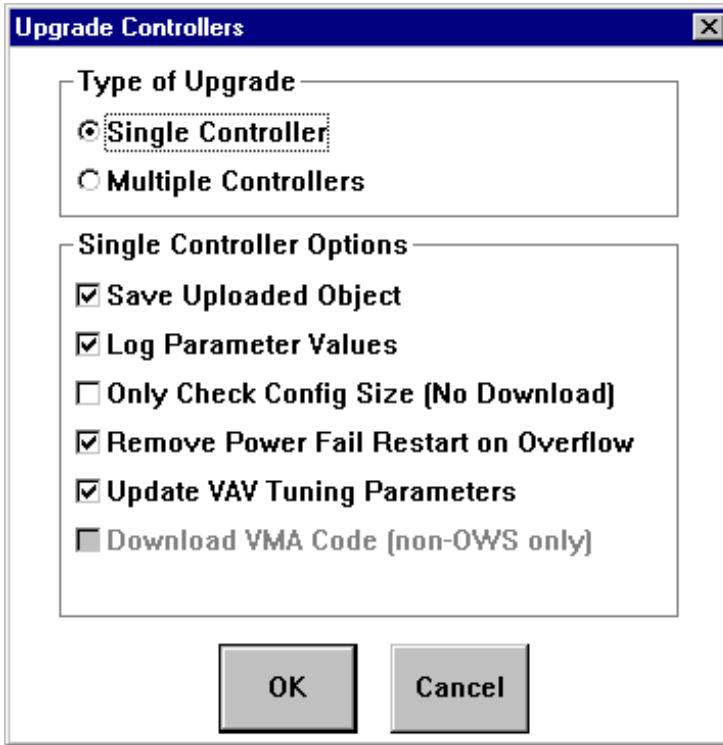 Upgrade Controllers
Type of Upgrade
Single Controller
Multiple Controllers
Single Controller Options
Save Uploaded Object
Log Parameter Values
Only Check Config Size (No Download)
Remove Power Fail Restart on Overflow
Update VAV Tuning Parameters
Download VMA Code (non-OWS only)
OK Cancel